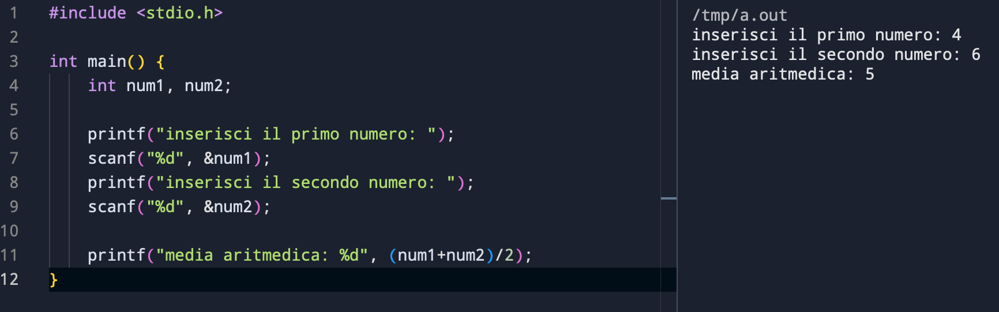 1 #include <stdio.h>
2
3 int main() {
4     int num1, num2;
5
6     printf("inserisci il primo numero: ");
7     scanf("%d", &num1);
8     printf("inserisci il secondo numero: ");
9     scanf("%d", &num2);
10
11     printf("media aritmedica: %d", (num1+num2)/2);
12 }
/tmp/a.out
inserisci il primo numero: 4
inserisci il secondo numero: 6
media aritmedica: 5